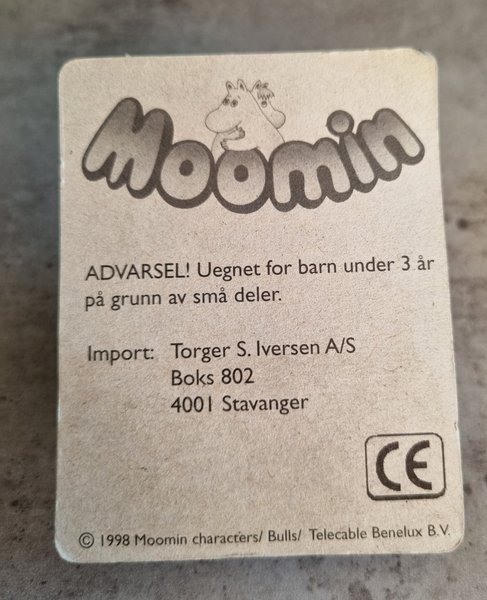 Moomin
ADVARSEL! Uegnet for barn under 3 år
på grunn av små deler.
Import: Torger S. Iversen A/S
Boks 802
4001 Stavanger
CE
© 1998 Moomin characters/ Bulls/ Telecable Benelux B.V.